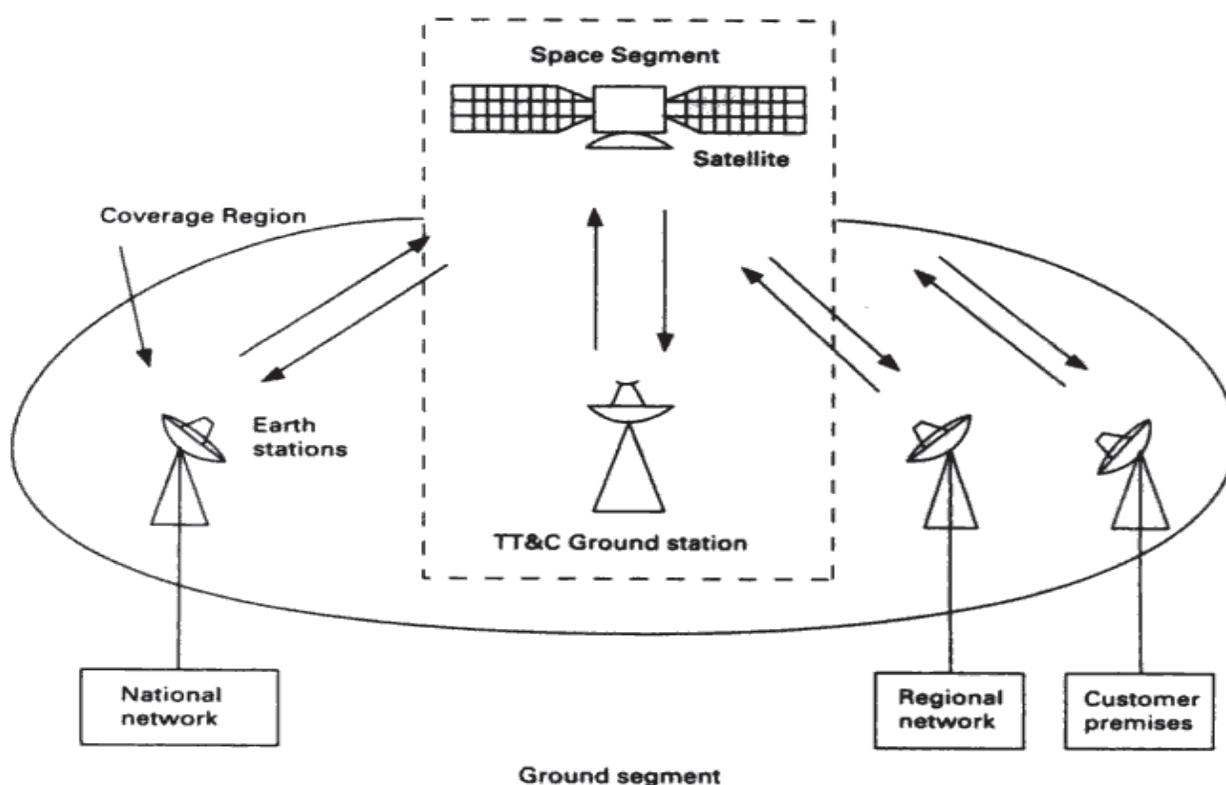 Space Segment
Satellite
Coverage Region
Earth
stations
TT&C Ground station
National
network
Regional
network
Customer
premises
Ground segment